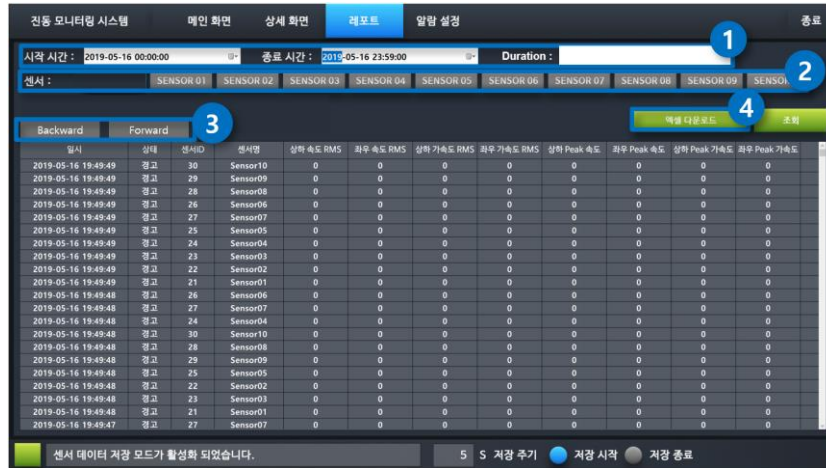 진동 모니터링 시스템 메인 화면 상세 화면 레포트 알람 설정 종료
1
시작 시간 : 2019-05-16 00:00:00 종료 시간 : 2019-05-16 23:59:00 Duration :
2
센서 : SENSOR 01 SENSOR 02 SENSOR 03 SENSOR 04 SENSOR 05 SENSOR 06 SENSOR 07 SENSOR 08 SENSOR 09 SENSO
4
엑셀 다운로드 조회
Backward Forward 3
일시 상태 센서ID 센서명 상하 속도 RMS 좌우 속도 RMS 상하 가속도 RMS 좌우 가속도 RMS 상하 Peak 속도 좌우 Peak 속도 상하 Peak 가속도 좌우 Peak 가속도
2019-05-16 19:49:49 경고 30 Sensor10 0 0 0 0 0 0 0 0
2019-05-16 19:49:49 경고 29 Sensor09 0 0 0 0 0 0 0 0
2019-05-16 19:49:49 경고 28 Sensor08 0 0 0 0 0 0 0 0
2019-05-16 19:49:49 경고 26 Sensor06 0 0 0 0 0 0 0 0
2019-05-16 19:49:49 경고 27 Sensor07 0 0 0 0 0 0 0 0
2019-05-16 19:49:49 경고 25 Sensor05 0 0 0 0 0 0 0 0
2019-05-16 19:49:49 경고 24 Sensor04 0 0 0 0 0 0 0 0
2019-05-16 19:49:49 경고 23 Sensor03 0 0 0 0 0 0 0 0
2019-05-16 19:49:49 경고 22 Sensor02 0 0 0 0 0 0 0 0
2019-05-16 19:49:49 경고 21 Sensor01 0 0 0 0 0 0 0 0
2019-05-16 19:49:48 경고 26 Sensor06 0 0 0 0 0 0 0 0
2019-05-16 19:49:48 경고 27 Sensor07 0 0 0 0 0 0 0 0
2019-05-16 19:49:48 경고 24 Sensor04 0 0 0 0 0 0 0 0
2019-05-16 19:49:48 경고 30 Sensor10 0 0 0 0 0 0 0 0
2019-05-16 19:49:48 경고 28 Sensor08 0 0 0 0 0 0 0 0
2019-05-16 19:49:48 경고 29 Sensor09 0 0 0 0 0 0 0 0
2019-05-16 19:49:48 경고 25 Sensor05 0 0 0 0 0 0 0 0
2019-05-16 19:49:48 경고 22 Sensor02 0 0 0 0 0 0 0 0
2019-05-16 19:49:48 경고 23 Sensor03 0 0 0 0 0 0 0 0
2019-05-16 19:49:48 경고 21 Sensor01 0 0 0 0 0 0 0 0
2019-05-16 19:49:47 경고 27 Sensor07 0 0 0 0 0 0 0 0
센서 데이터 저장 모드가 활성화 되었습니다. 5 S 저장 주기 저장 시작 저장 종료